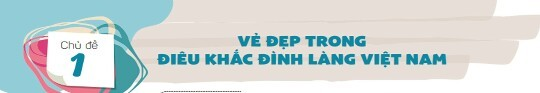 Chủ đề
1
VẺ ĐẸP TRONG
ĐIÊU KHẮC ĐÌNH LÀNG VIỆT NAM